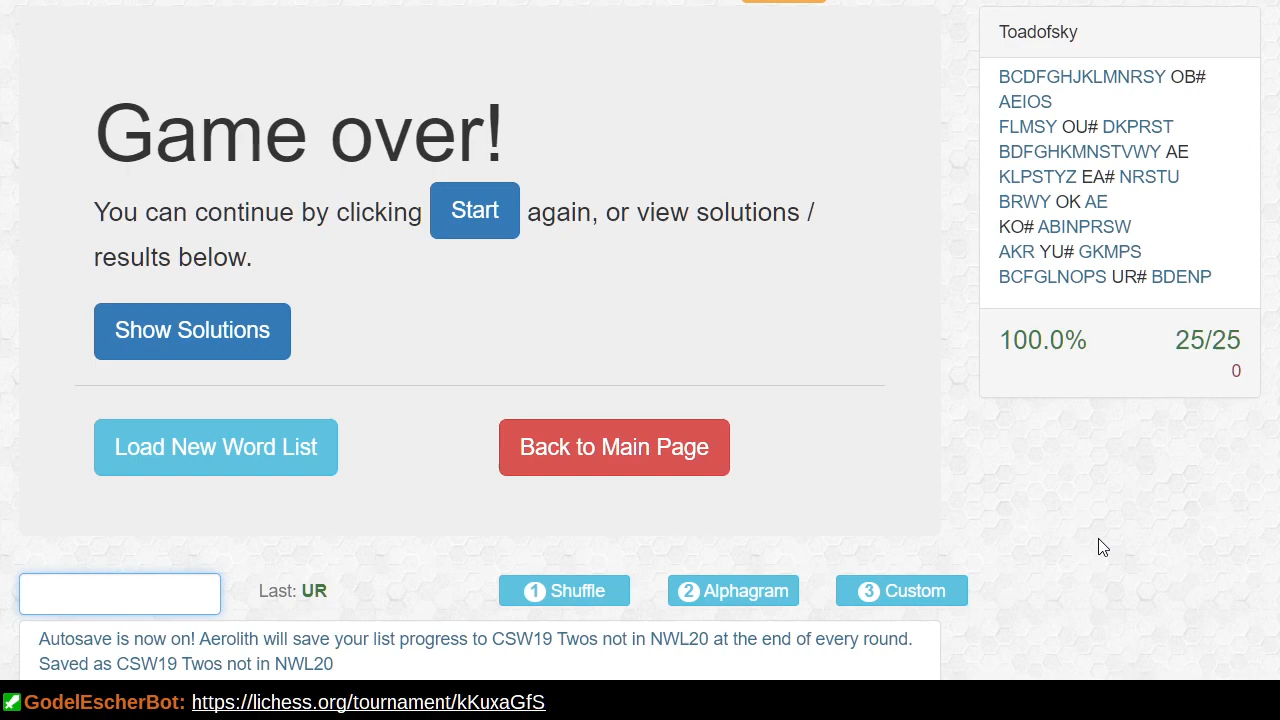 Game over!
You can continue by clicking Start again, or view solutions /
results below.
Show Solutions
Load New Word List
Back to Main Page
Last: UR
1 Shuffle
2 Alphagram
3 Custom
Autosave is now on! Aerolith will save your list progress to CSW19 Twos not in NWL20 at the end of every round.
Saved as CSW19 Twos not in NWL20
Toadofsky
BCDFGHJKLMNRSY OB#
AEIOS
FLMSY OU# DKPRST
BDFGHKMNSTVWY AE
KLPSTYZ EA# NRSTU
BRWY OK AE
KO# ABINPRSW
AKR YU# GKMPS
BCFGLNOPS UR# BDENP
100.0% 25/25
0
GodelEscherBot: https://lichess.org/tournament/kKuxaGfS